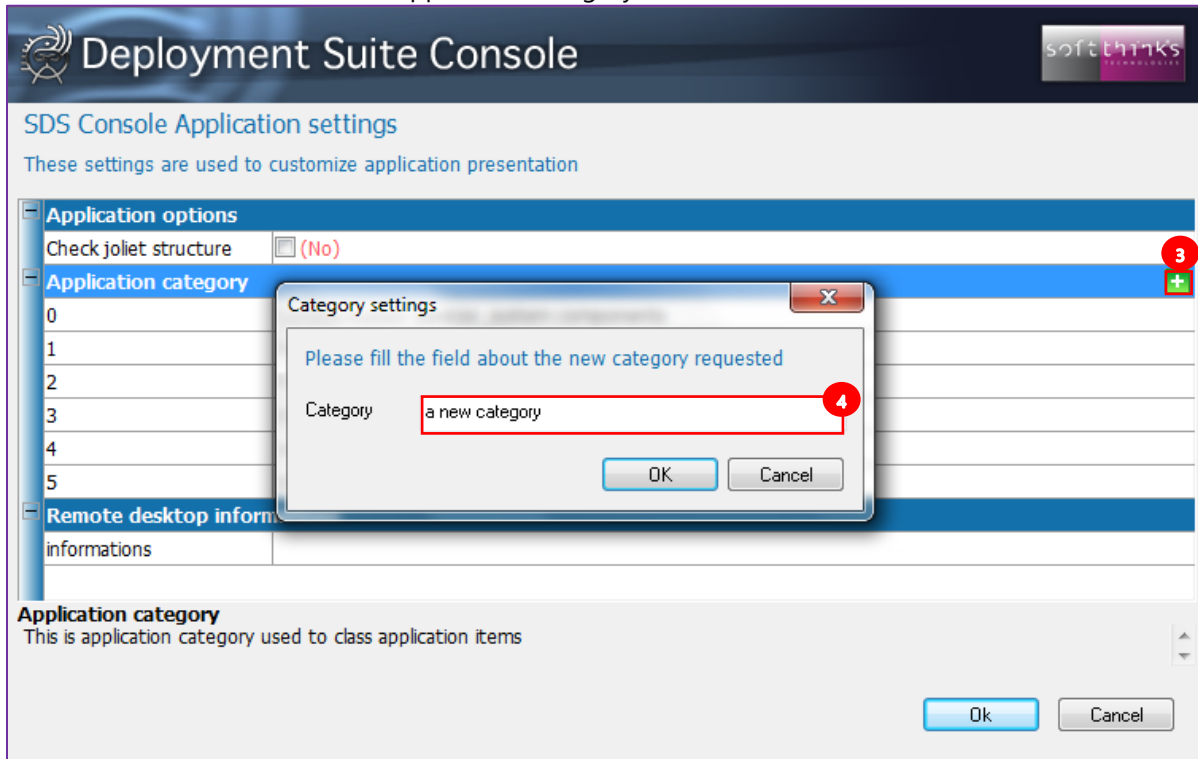 Deployment Suite Console
softthinks
TECHNOLOGIES
SDS Console Application settings
These settings are used to customize application presentation
Application options
Check joliet structure (No)
3
Application category +
0
1
2
3
4
5
Category settings
Please fill the field about the new category requested
4
Category a new category
OK Cancel
Remote desktop inform
informations
Application category
This is application category used to class application items
Ok Cancel